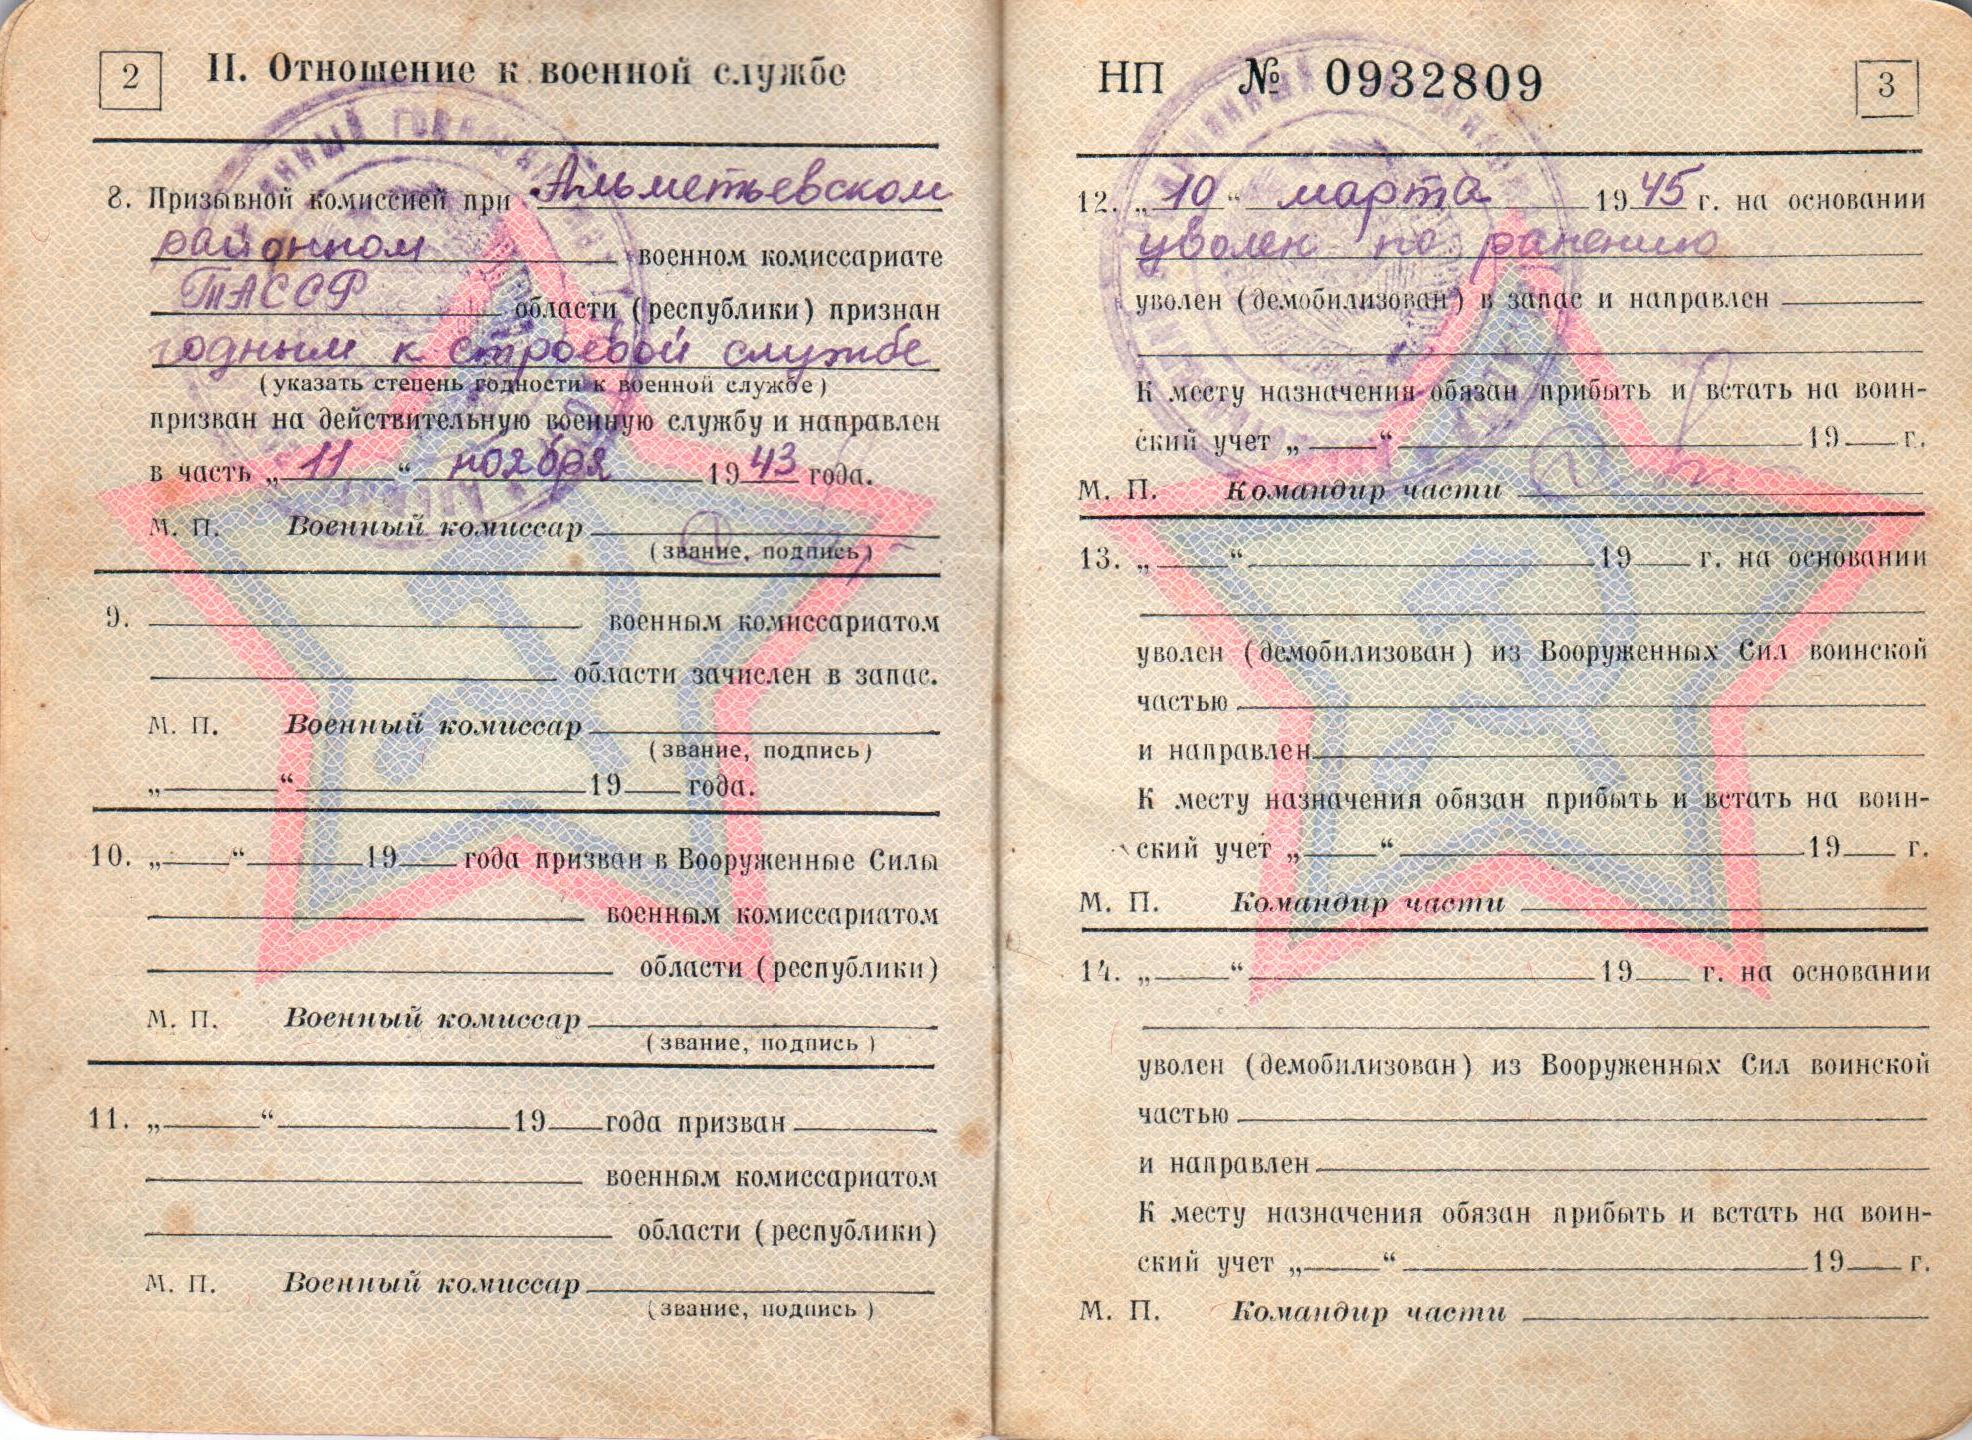 2
II. Отношение к военной службе
8. Призывной комиссией при Альметьевском
районном военном комиссариате
ТАССР области (республики) признан
годным к строевой службе
(указать степень годности к военной службе)
призван на действительную военную службу и направлен
в часть „11“ ноября 1943 года.
М. П. Военный комиссар
(звание, подпись)
9. военным комиссариатом
области зачислен в запас.
М. П. Военный комиссар
(звание, подпись)
„ “ 19 года.
10. „ “ 19 года призван в Вооруженные Силы
военным комиссариатом
области (республики)
М. П. Военный комиссар
(звание, подпись)
11. „ “ 19 года призван
военным комиссариатом
области (республики)
М. П. Военный комиссар
(звание, подпись)
НП № 0932809
3
12. „10“ марта 1945 г. на основании
уволен по ранению
уволен (демобилизован) в запас и направлен
К месту назначения обязан прибыть и встать на воин-
ский учет „ “ 19 г.
М. П. Командир части
13. „ “ 19 г. на основании
уволен (демобилизован) из Вооруженных Сил воинской
частью
и направлен
К месту назначения обязан прибыть и встать на воин-
ский учет „ “ 19 г.
М. П. Командир части
14. „ “ 19 г. на основании
уволен (демобилизован) из Вооруженных Сил воинской
частью
и направлен
К месту назначения обязан прибыть и встать на воин-
ский учет „ “ 19 г.
М. П. Командир части